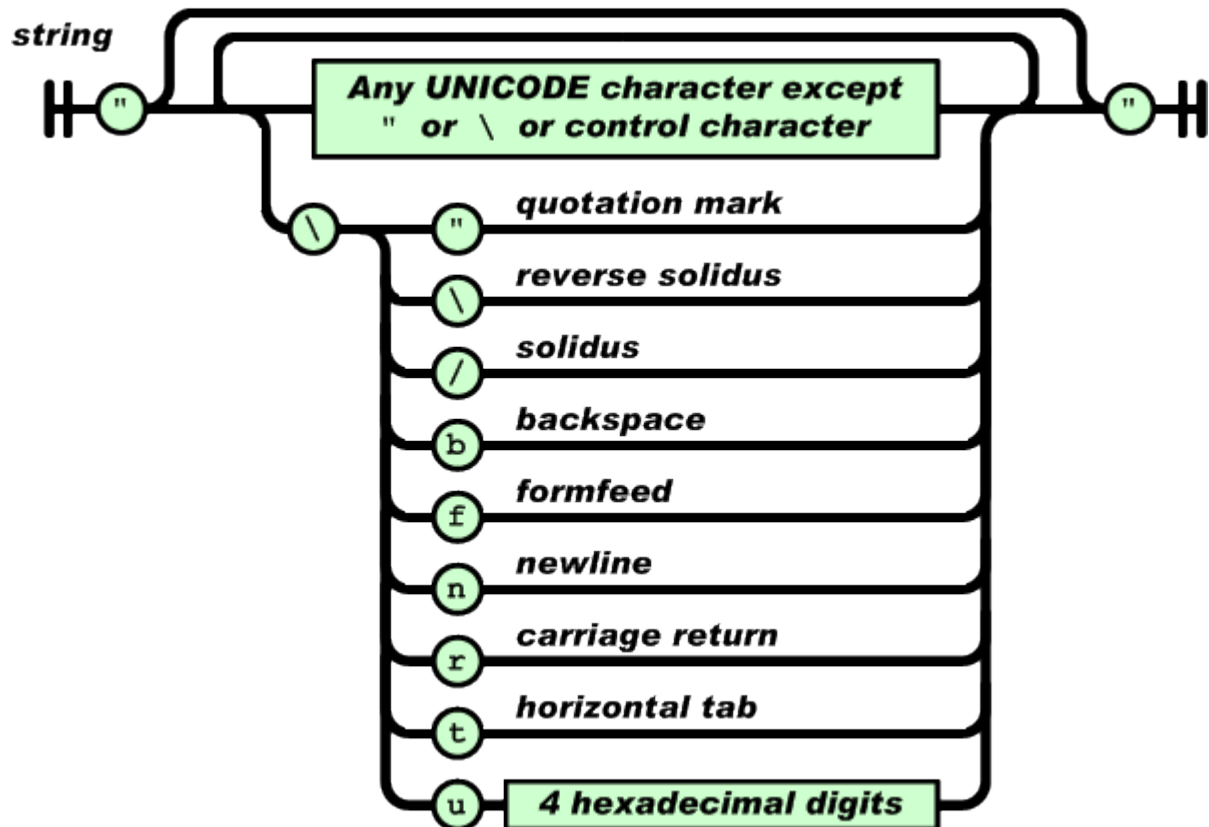 string
"
Any UNICODE character except
" or \ or control character
"
\
" quotation mark
\ reverse solidus
/ solidus
b backspace
f formfeed
n newline
r carriage return
t horizontal tab
u 4 hexadecimal digits